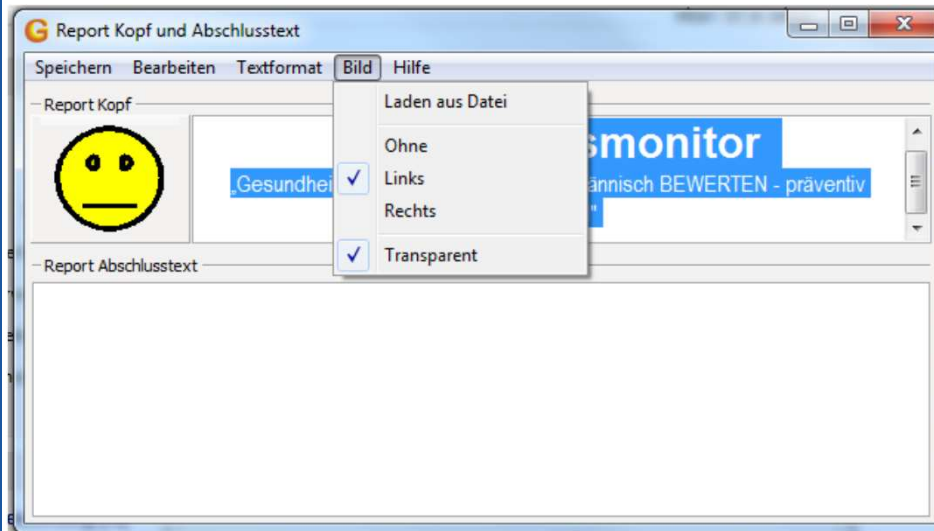 G Report Kopf und Abschlusstext
Speichern Bearbeiten Textformat Bild Hilfe
Report Kopf
Laden aus Datei
Ohne
Links
Rechts
Transparent
smonitor
„Gesundhei ännisch BEWERTEN - präventiv
"
Report Abschlusstext